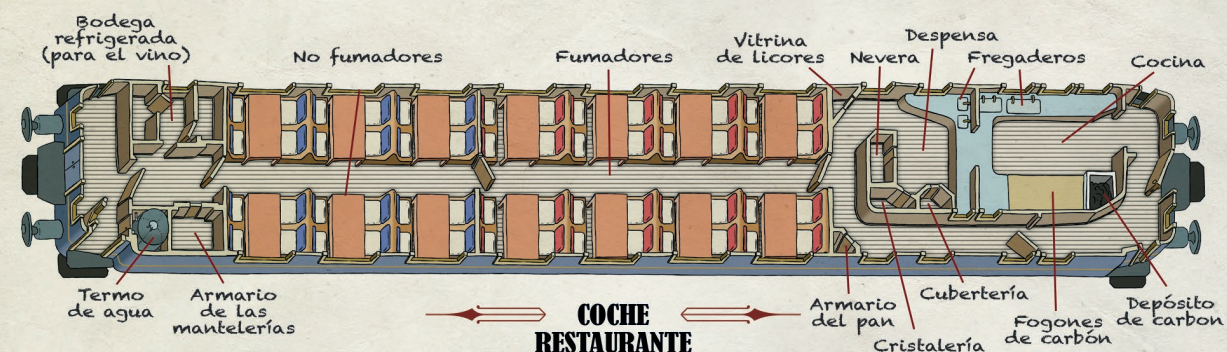 Bodega
refrigerada
(para el vino)
No fumadores
Fumadores
Vitrina
de licores
Nevera
Despensa
Fregaderos
Cocina
Termo
de agua
Armario
de las
mantelerías
COCHE
RESTAURANTE
Armario
del pan
Cristalería
Cubertería
Fogones
de carbón
Depósito
de carbon